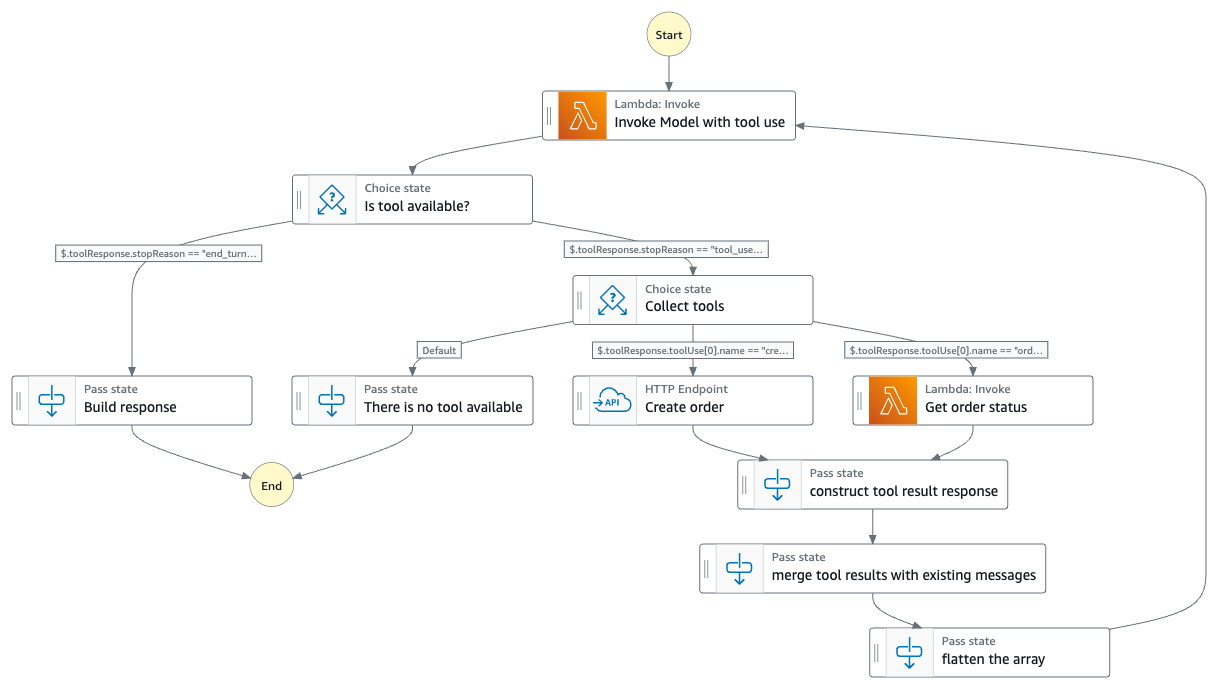 Start
Lambda: Invoke
Invoke Model with tool use
Choice state
Is tool available?
$.toolResponse.stopReason == "end_turn...
$.toolResponse.stopReason == "tool_use...
Choice state
Collect tools
Default
$.toolResponse.toolUse[0].name == "cre...
$.toolResponse.toolUse[0].name == "ord...
Pass state
Build response
Pass state
There is no tool available
API
HTTP Endpoint
Create order
Lambda: Invoke
Get order status
End
Pass state
construct tool result response
Pass state
merge tool results with existing messages
Pass state
flatten the array